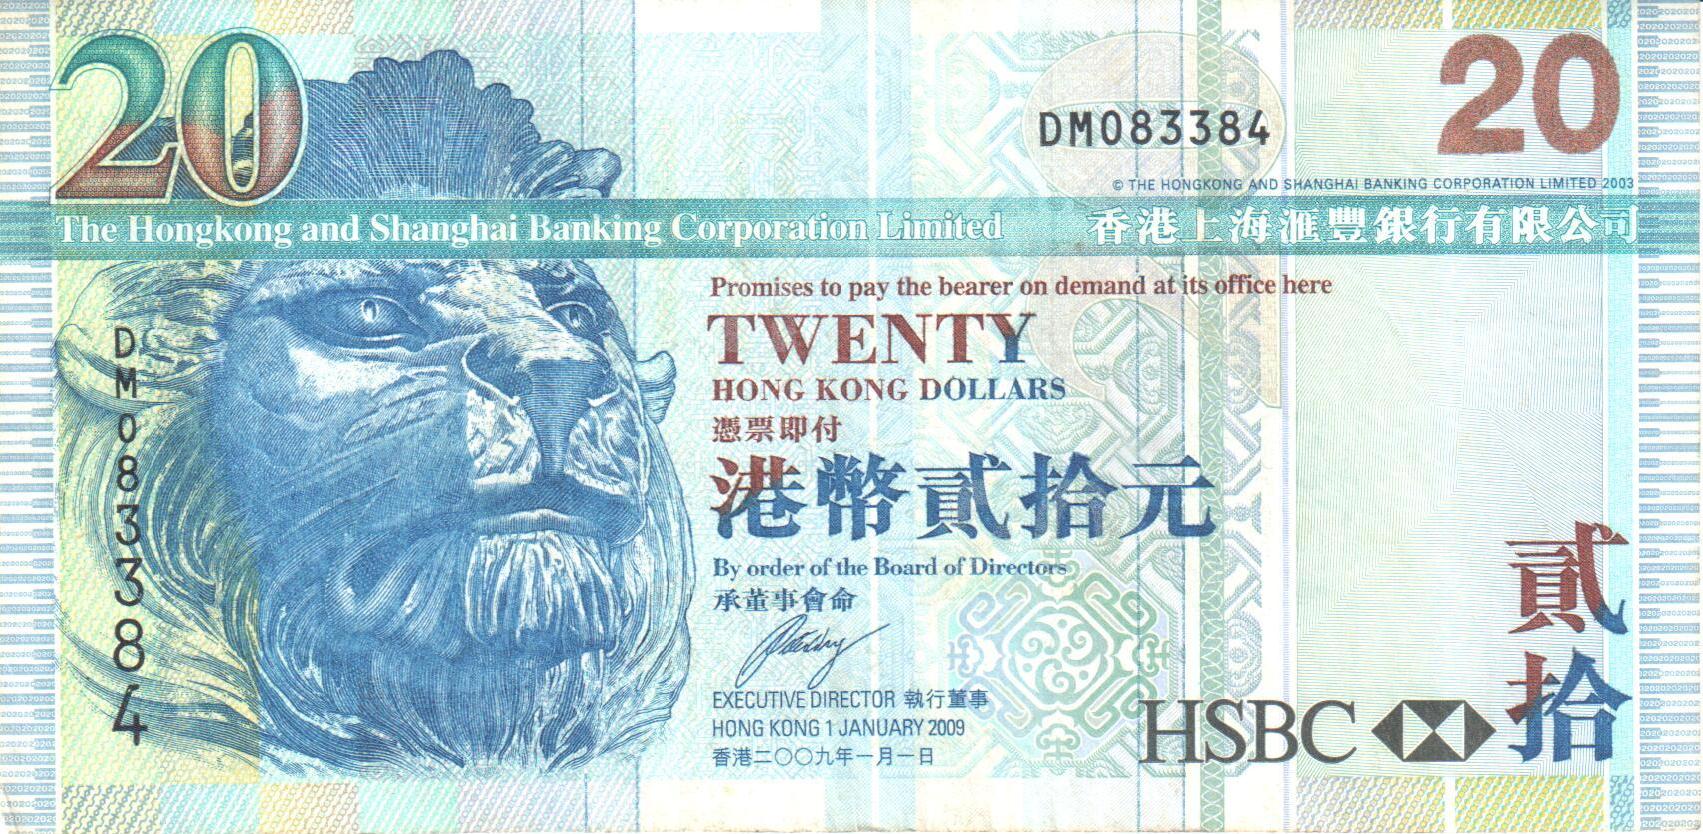 20
DM083384
20
© THE HONGKONG AND SHANGHAI BANKING CORPORATION LIMITED 2003
The Hongkong and Shanghai Banking Corporation Limited 香港上海滙豐銀行有限公司
Promises to pay the bearer on demand at its office here
TWENTY
HONG KONG DOLLARS
憑票即付
港幣貳拾元
By order of the Board of Directors
承董事會命
EXECUTIVE DIRECTOR 執行董事
HONG KONG 1 JANUARY 2009
香港二〇〇九年一月一日
DM083384
HSBC
貳拾